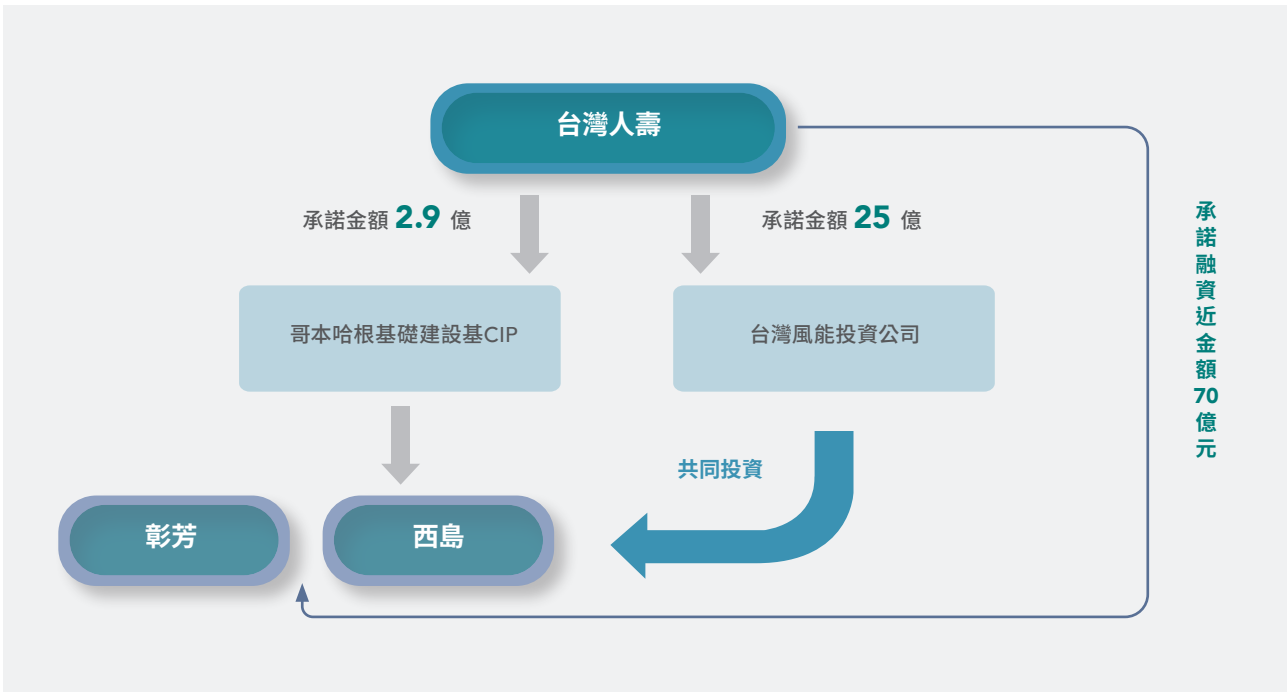 台灣人壽
承諾金額 2.9 億
承諾金額 25 億
哥本哈根基礎建設基CIP
台灣風能投資公司
承諾融資近金額70億元
共同投資
彰芳
西島